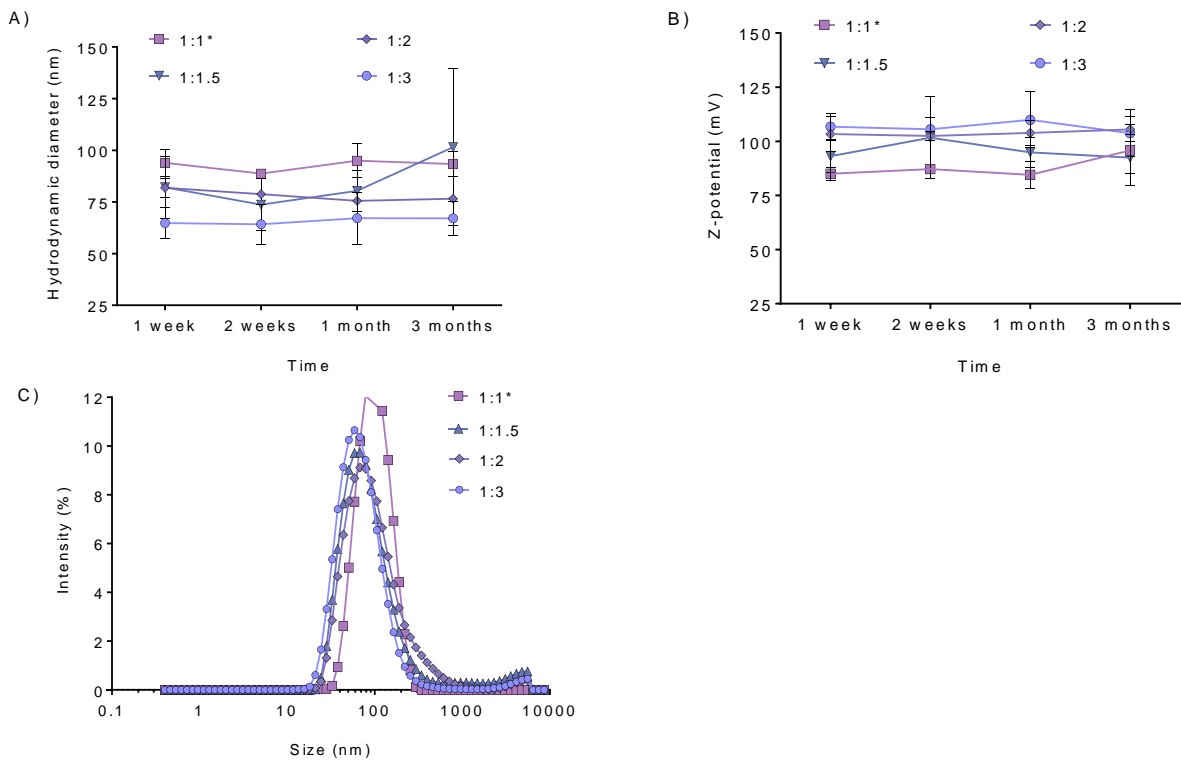 A)
1:1*
1:2
1:1.5
1:3
Hydrodynamic diameter (nm)
150
125
100
75
50
25
1 week
2 weeks
1 month
3 months
Time
B)
1:1*
1:2
1:1.5
1:3
Z-potential (mV)
150
125
100
75
50
25
1 week
2 weeks
1 month
3 months
Time
C)
1:1*
1:1.5
1:2
1:3
Intensity (%)
12
10
8
6
4
2
0
0.1
1
10
100
1000
10000
Size (nm)